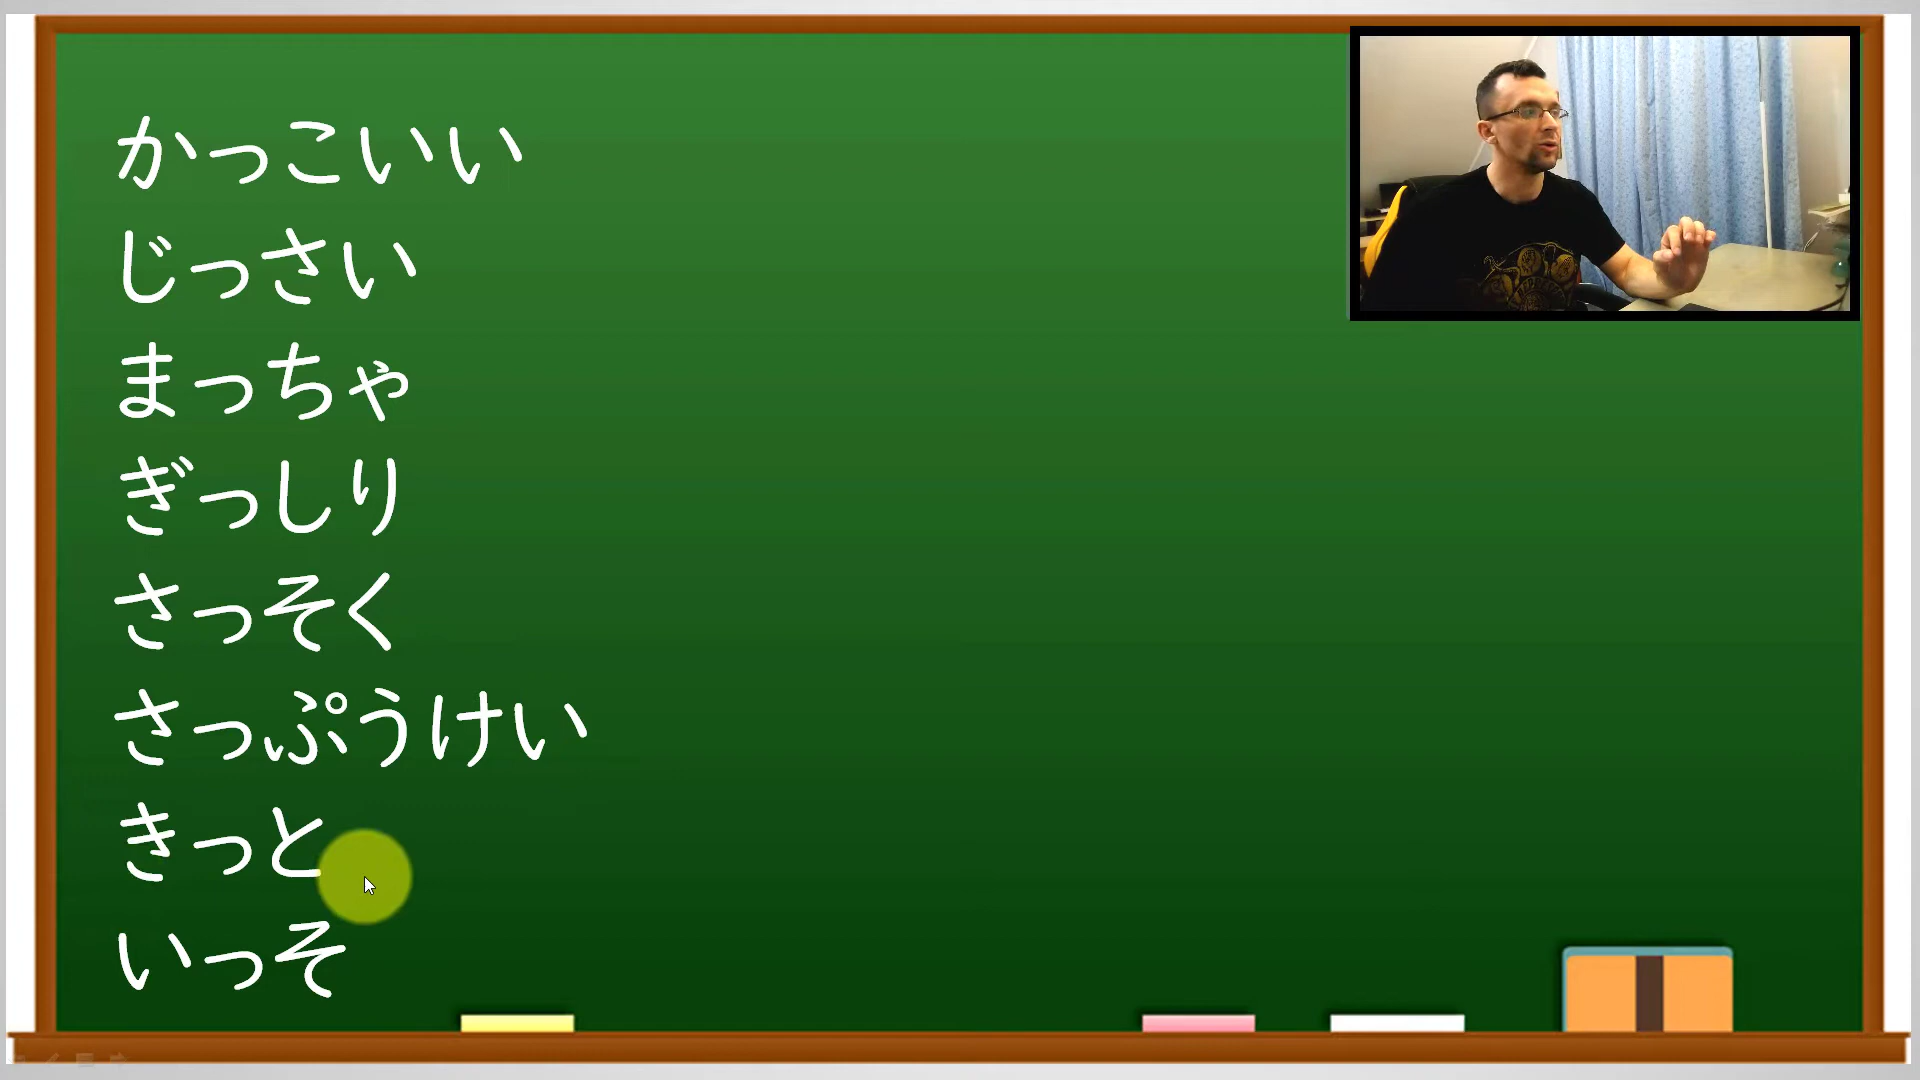 かっこいい
じっさい
まっちゃ
ぎっしり
さっそく
さっぷうけい
きっと
いっそ